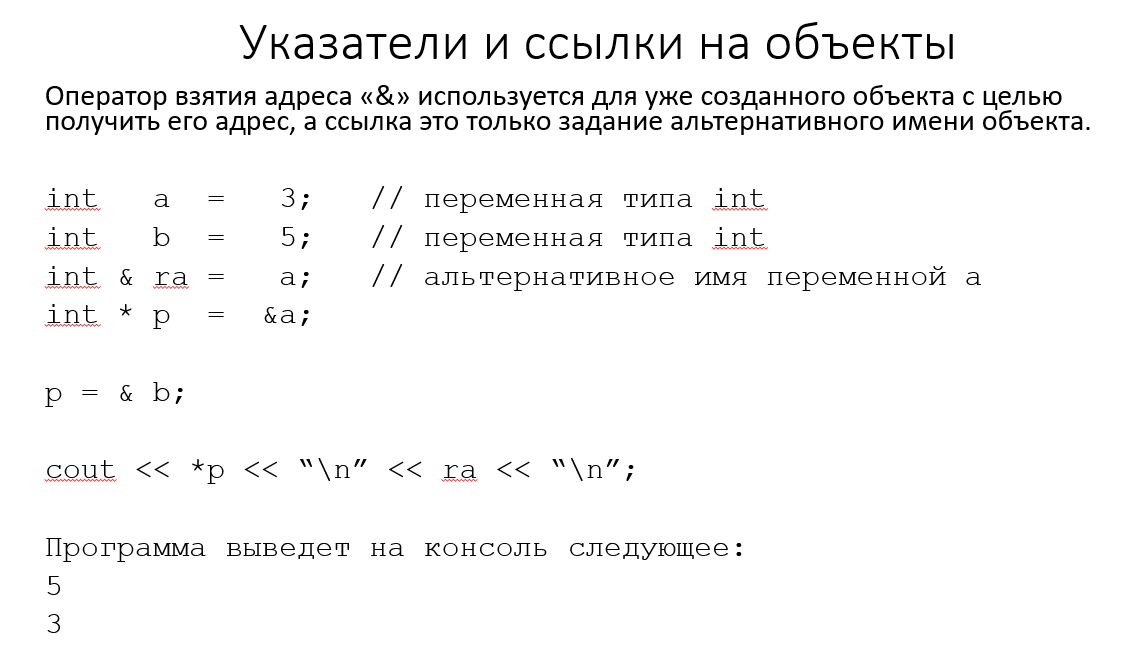 Указатели и ссылки на объекты
Оператор взятия адреса «&» используется для уже созданного объекта с целью
получить его адрес, а ссылка это только задание альтернативного имени объекта.
int   a  =   3;   // переменная типа int
int   b  =   5;   // переменная типа int
int & ra =   a;   // альтернативное имя переменной a
int * p  =  &a;
p = & b;
cout << *p << “\n” << ra << “\n”;
Программа выведет на консоль следующее:
5
3